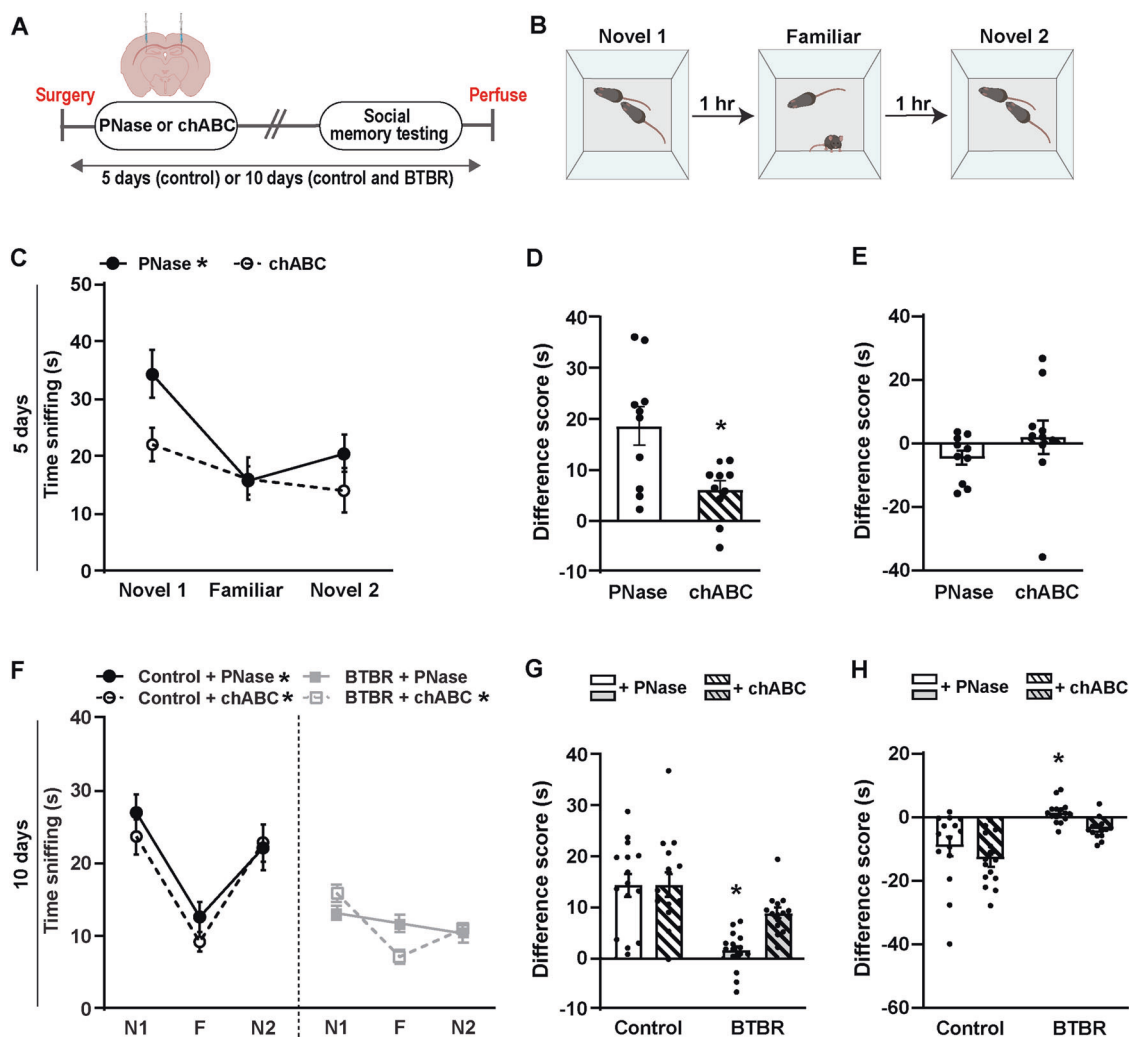 A
Surgery
PNase or chABC
Social
memory testing
Perfuse
5 days (control) or 10 days (control and BTBR)
B
Novel 1
Familiar
Novel 2
1 hr
1 hr
C
PNase *
chABC
5 days
Time sniffing (s)
50
40
30
20
10
0
Novel 1
Familiar
Novel 2
D
Difference score (s)
40
30
20
10
0
-10
*
PNase
chABC
E
Difference score (s)
40
20
0
-20
-40
PNase
chABC
F
Control + PNase *
BTBR + PNase
Control + chABC *
BTBR + chABC *
10 days
Time sniffing (s)
40
30
20
10
0
N1
F
N2
N1
F
N2
G
+ PNase
+ chABC
Difference score (s)
40
30
20
10
0
-10
*
Control
BTBR
H
+ PNase
+ chABC
Difference score (s)
20
0
-20
-40
-60
*
Control
BTBR